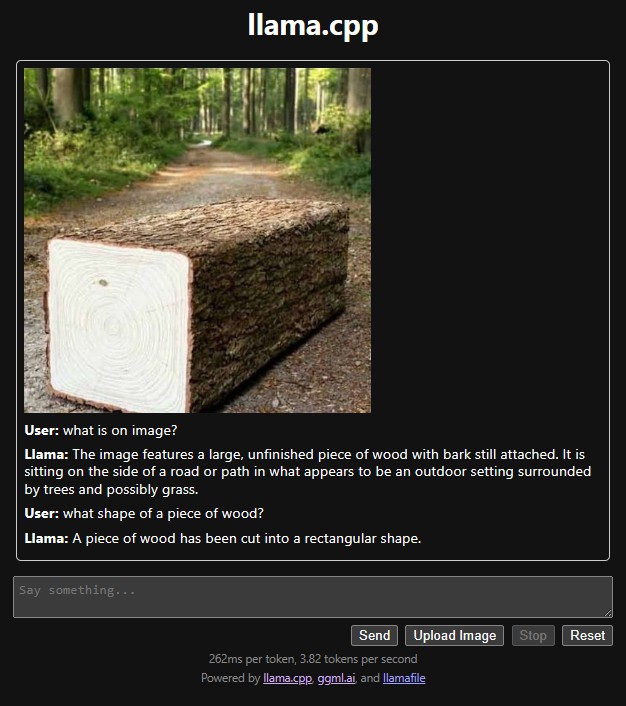 llama.cpp
User: what is on image?
Llama: The image features a large, unfinished piece of wood with bark still attached. It is
sitting on the side of a road or path in what appears to be an outdoor setting surrounded
by trees and possibly grass.
User: what shape of a piece of wood?
Llama: A piece of wood has been cut into a rectangular shape.
Say something...
Send Upload Image Stop Reset
262ms per token, 3.82 tokens per second
Powered by llama.cpp, ggml.ai, and llamafile